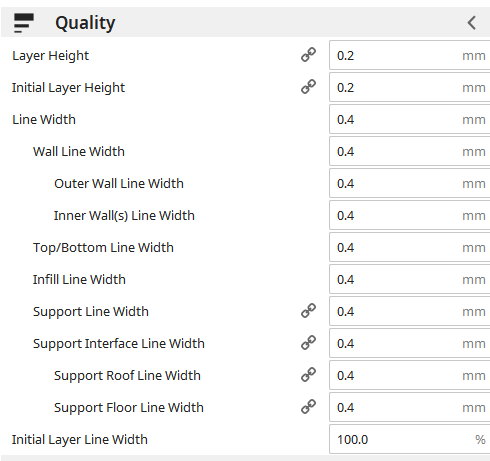 Quality
Layer Height 0.2 mm
Initial Layer Height 0.2 mm
Line Width 0.4 mm
Wall Line Width 0.4 mm
Outer Wall Line Width 0.4 mm
Inner Wall(s) Line Width 0.4 mm
Top/Bottom Line Width 0.4 mm
Infill Line Width 0.4 mm
Support Line Width 0.4 mm
Support Interface Line Width 0.4 mm
Support Roof Line Width 0.4 mm
Support Floor Line Width 0.4 mm
Initial Layer Line Width 100.0 %